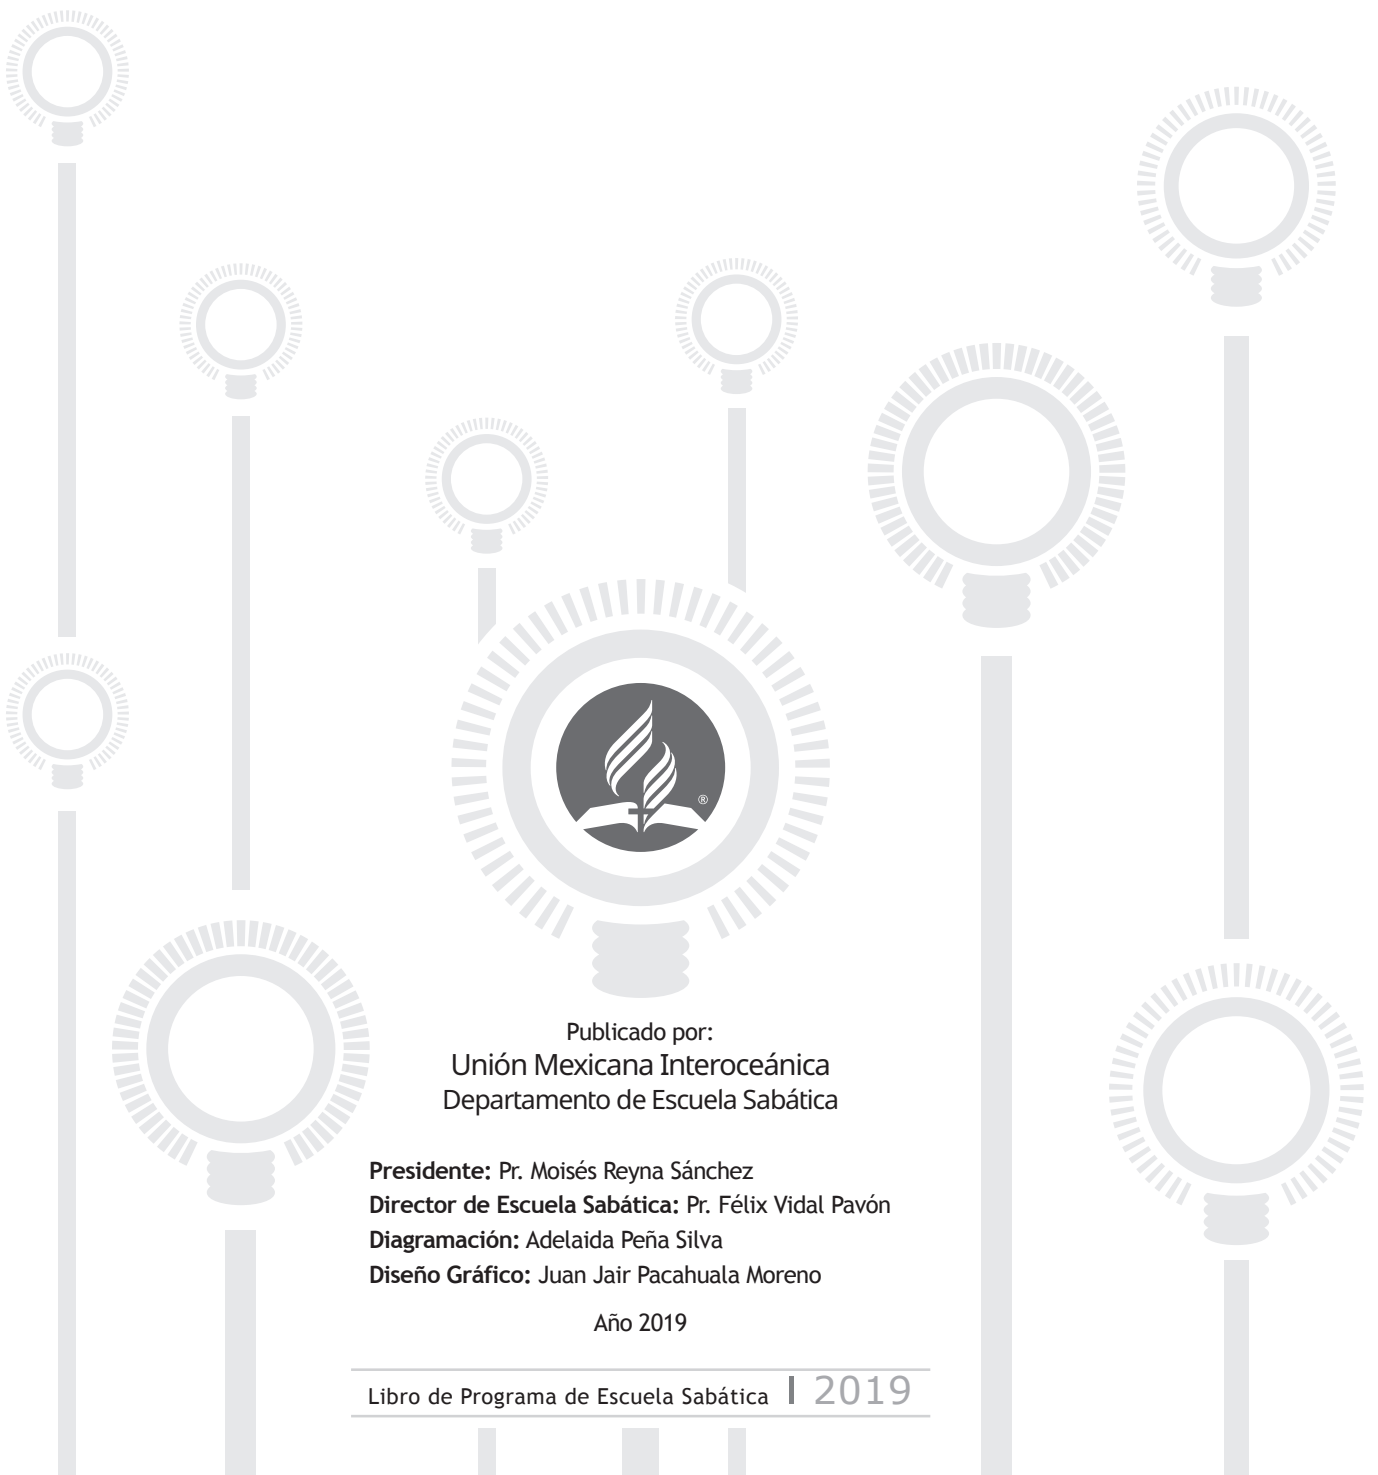 ®
Publicado por:
Unión Mexicana Interoceánica
Departamento de Escuela Sabática
Presidente: Pr. Moisés Reyna Sánchez
Director de Escuela Sabática: Pr. Félix Vidal Pavón
Diagramación: Adelaida Peña Silva
Diseño Gráfico: Juan Jair Pacahuala Moreno
Año 2019
Libro de Programa de Escuela Sabática | 2019